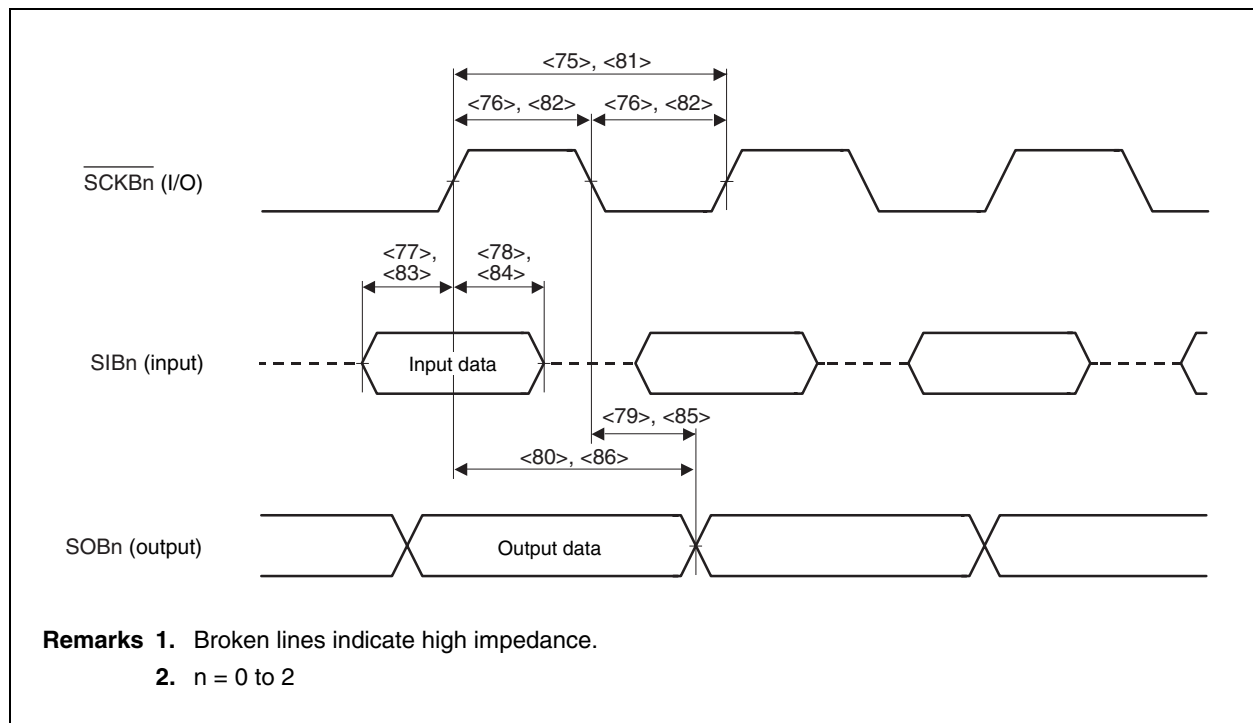 <75>, <81>
<76>, <82> <76>, <82>
SCKBn (I/O)
<77>, <78>,
<83> <84>
SIBn (input)
Input data
<79>, <85>
<80>, <86>
SOBn (output)
Output data
Remarks 1. Broken lines indicate high impedance.
2. n = 0 to 2